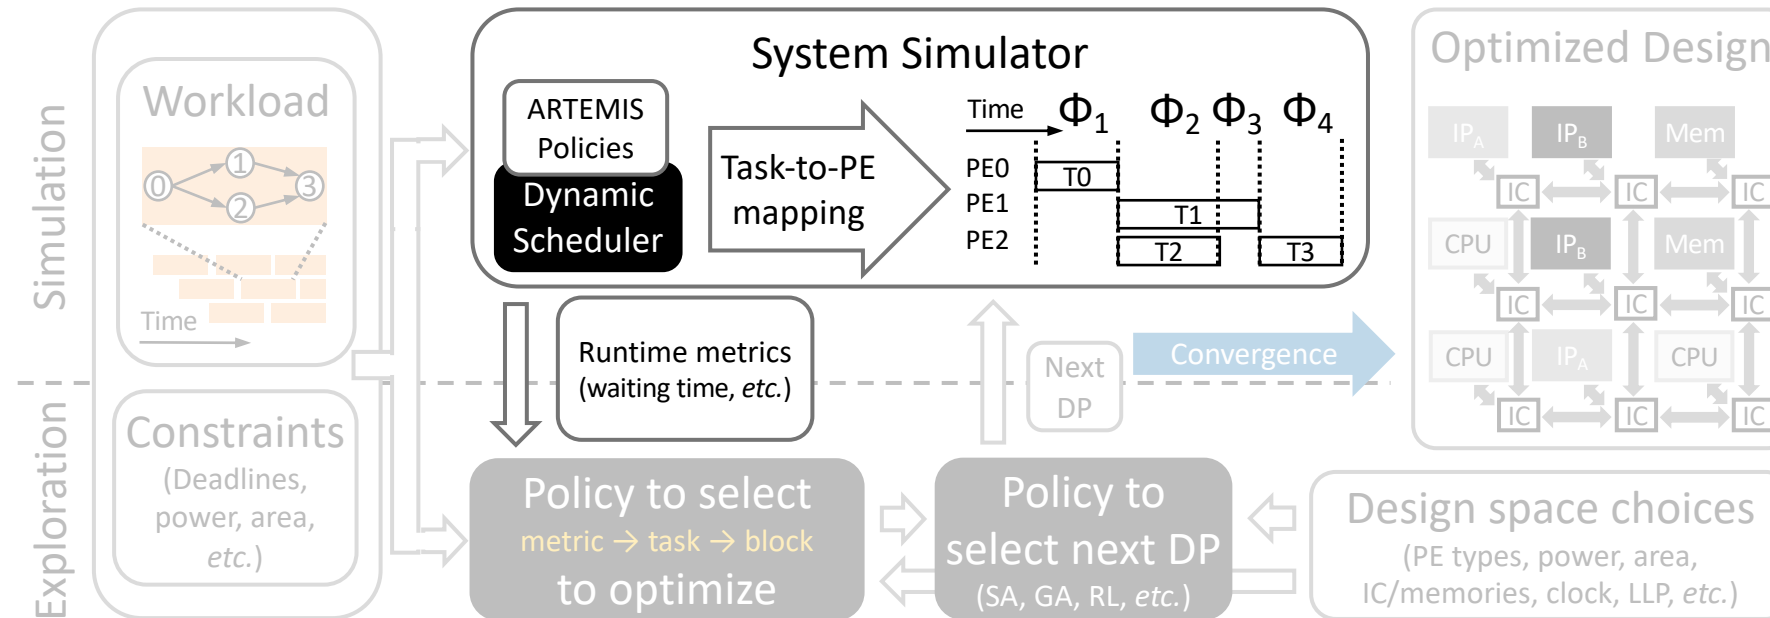 Simulation
Exploration
Workload
0
1
2
3
Time
Constraints
(Deadlines,
power, area,
etc.)
System Simulator
ARTEMIS
Policies
Dynamic
Scheduler
Task-to-PE
mapping
Time
Φ1
Φ2
Φ3
Φ4
PE0
T0
PE1
T1
PE2
T2
T3
Runtime metrics
(waiting time, etc.)
Next
DP
Convergence
Policy to select
metric → task → block
to optimize
Policy to
select next DP
(SA, GA, RL, etc.)
Design space choices
(PE types, power, area,
IC/memories, clock, LLP, etc.)
Optimized Design
IPA
IPB
Mem
IC
IC
IC
CPU
IPB
Mem
IC
IC
IC
CPU
IPA
CPU
IC
IC
IC